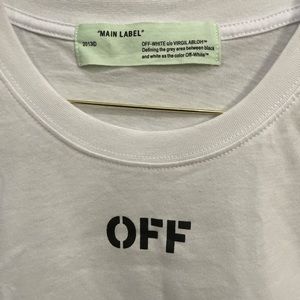 "MAIN LABEL"
2013© OFF-WHITE c/o VIRGIL ABLOH™
Defining the grey area between black
and white as the color Off-White™
OFF